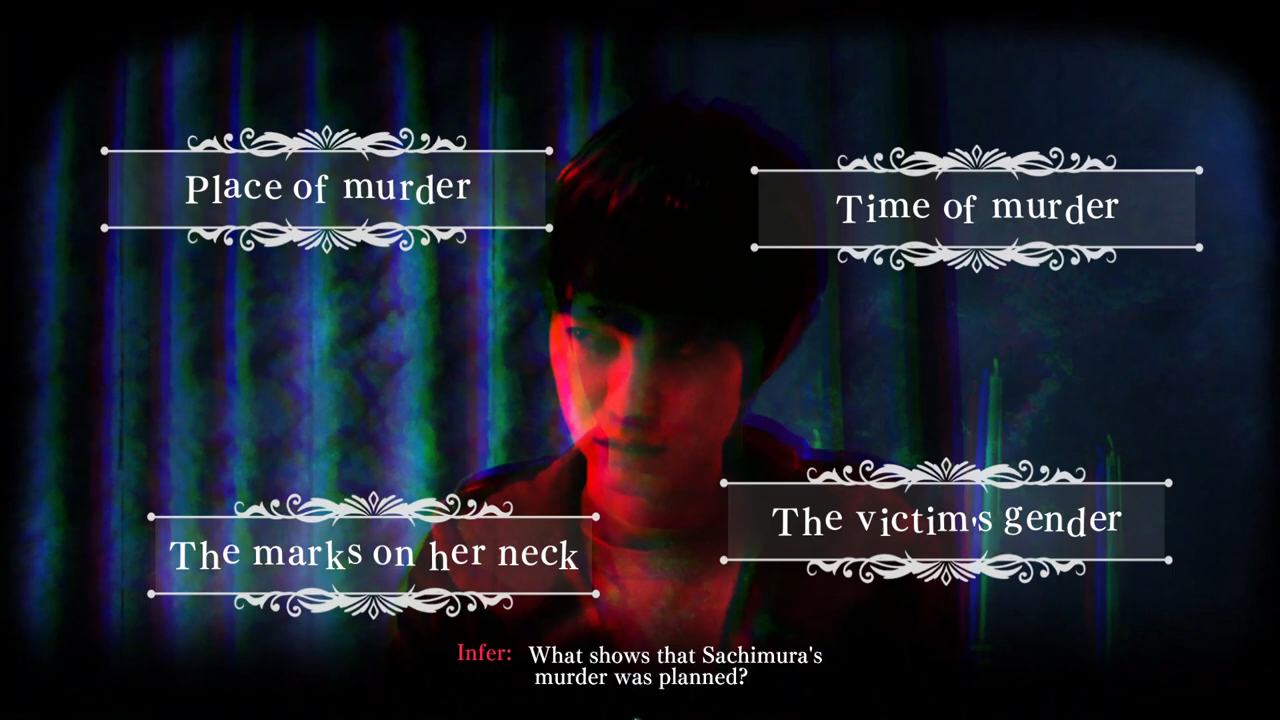 Place of murder
Time of murder
The marks on her neck
The victim's gender
Infer: What shows that Sachimura's
murder was planned?